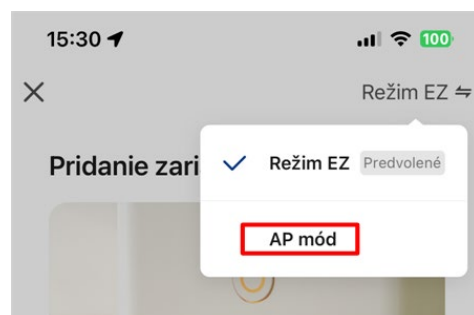 15:30
100
Režim EZ
Pridanie zari
Režim EZ Predvolené
AP mód